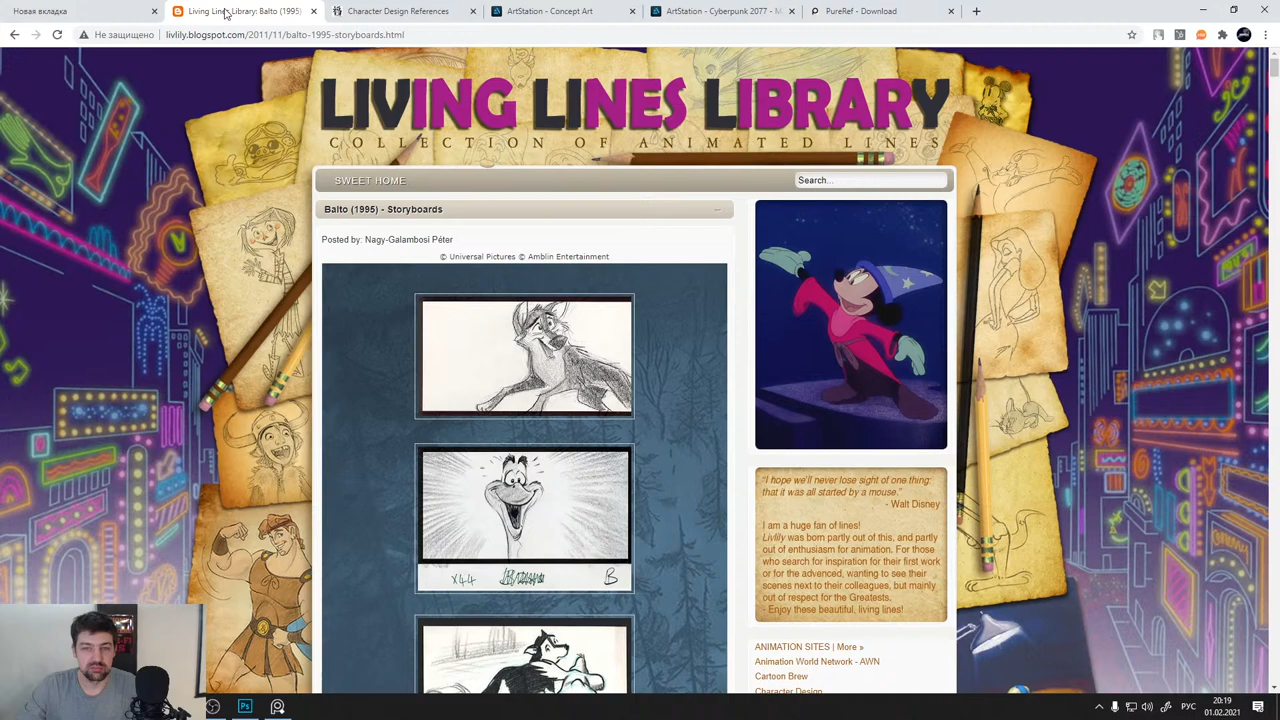 Новая вкладка
Living Lines Library: Balto (1995)
Character Design References
ArtStation - Concept Art
ArtStation - Cyberpunk 2077 - M
PureRef - Download
Не защищено
livlily.blogspot.com/2011/11/balto-1995-storyboards.html
LIVING LINES LIBRARY
COLLECTION OF ANIMATED LINES
SWEET HOME
Search...
Balto (1995) - Storyboards
Posted by: Nagy-Galambosi Péter
© Universal Pictures © Amblin Entertainment
X44
B
"I hope we'll never lose sight of one thing:
that it was all started by a mouse."
- Walt Disney
I am a huge fan of lines!
Livlily was born partly out of this, and partly
out of enthusiasm for animation. For those
who search for inspiration for their first work
or for the advenced, wanting to see their
scenes next to their colleagues, but mainly
out of respect for the Greatests.
- Enjoy these beautiful, living lines!
ANIMATION SITES | More »
Animation World Network - AWN
Cartoon Brew
Character Design
Ps
РУС
20:19
01.02.2021